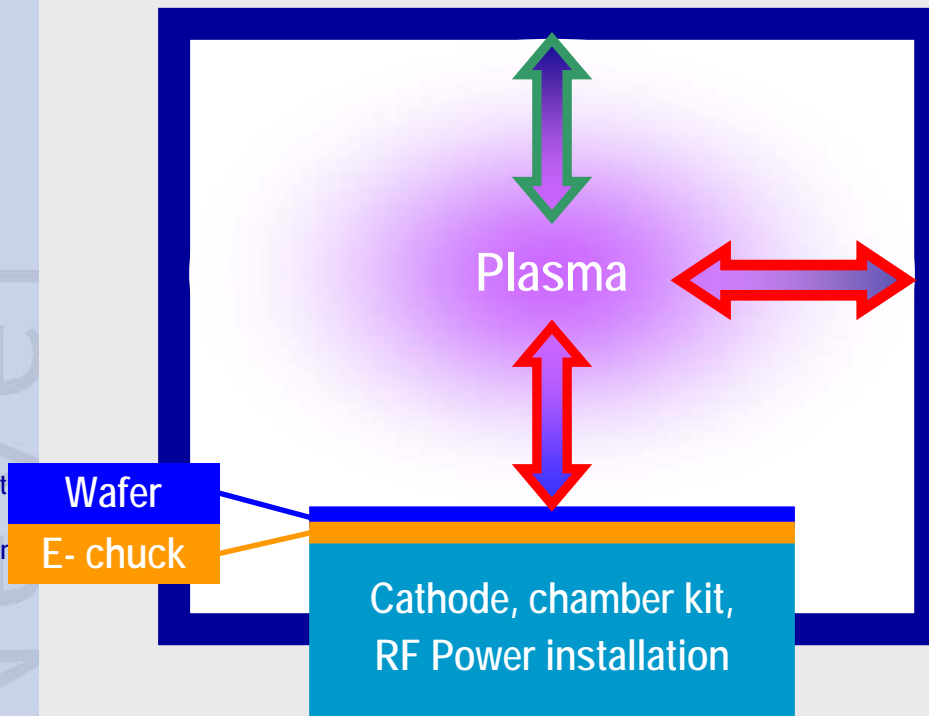 Plasma
Wafer
E- chuck
Cathode, chamber kit,
RF Power installation